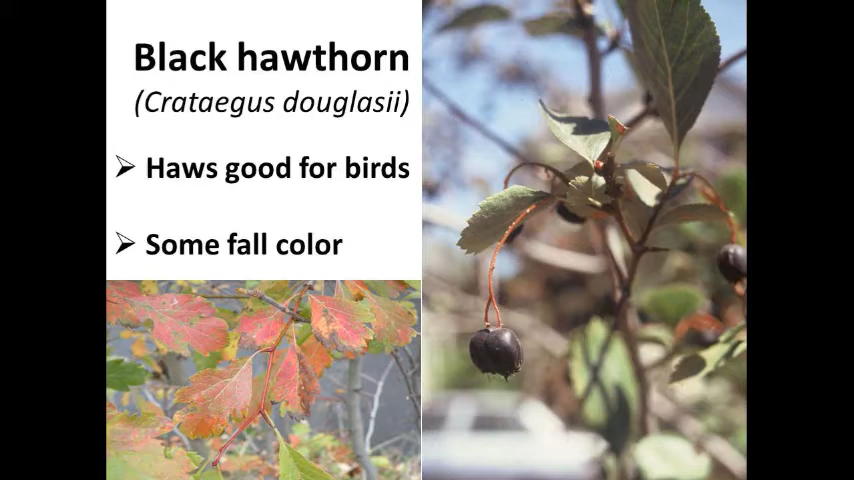 Black hawthorn
(Crataegus douglasii)
➢ Haws good for birds
➢ Some fall color